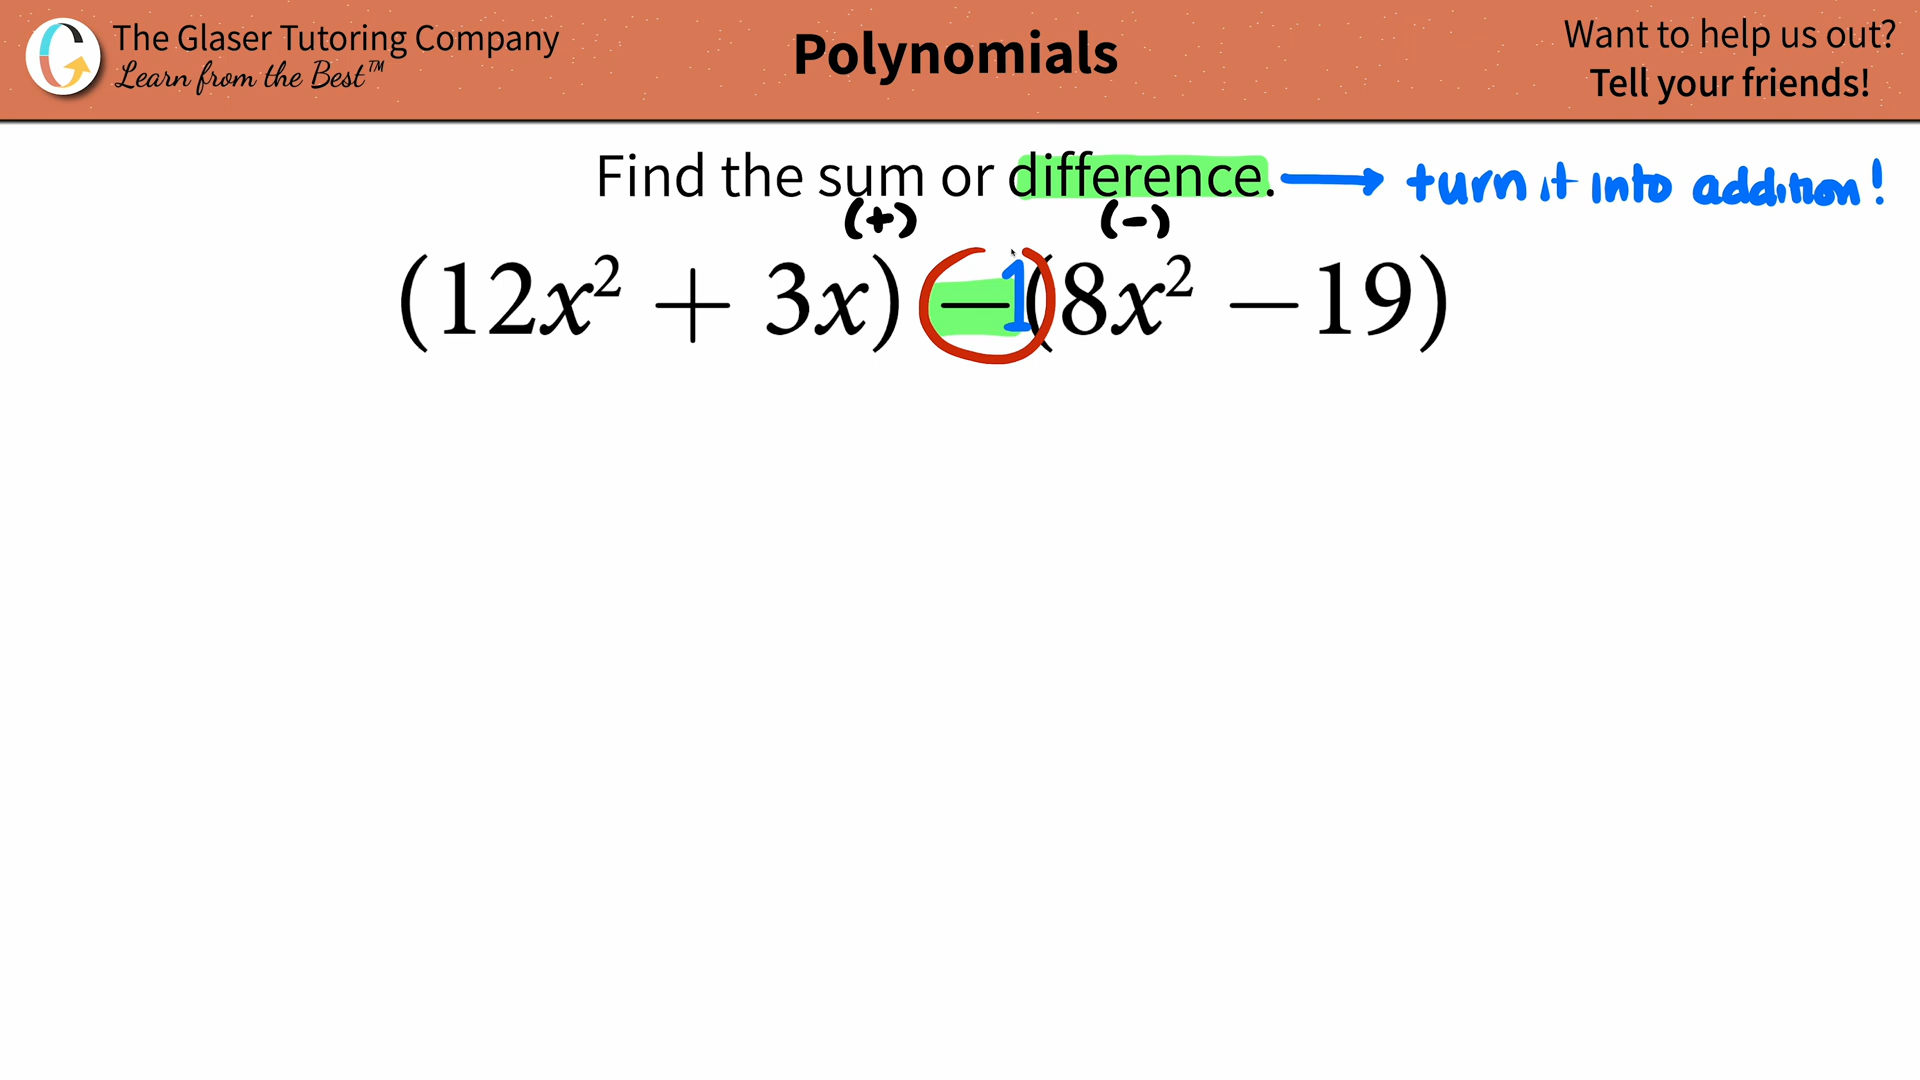 The Glaser Tutoring Company
Learn from the Best™
Polynomials
Want to help us out?
Tell your friends!
Find the sum or difference. → turn it into addition!
(+) (-)
(12x² + 3x) −1(8x² −19)